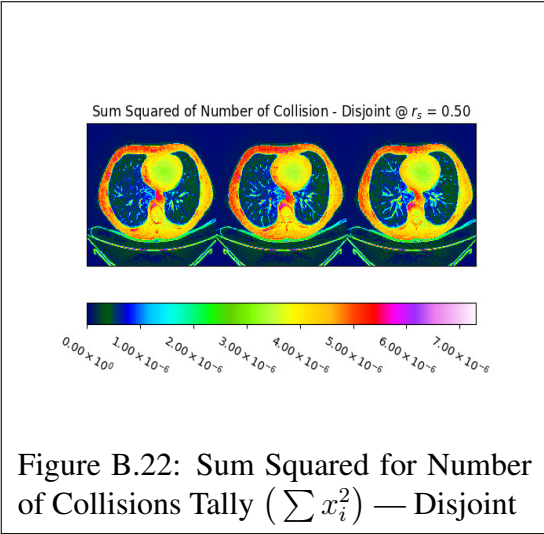 Sum Squared of Number of Collision - Disjoint @ r_s = 0.50
0.00 × 10^0
1.00 × 10^-6
2.00 × 10^-6
3.00 × 10^-6
4.00 × 10^-6
5.00 × 10^-6
6.00 × 10^-6
7.00 × 10^-6
Figure B.22: Sum Squared for Number
of Collisions Tally (∑ x_i^2) — Disjoint